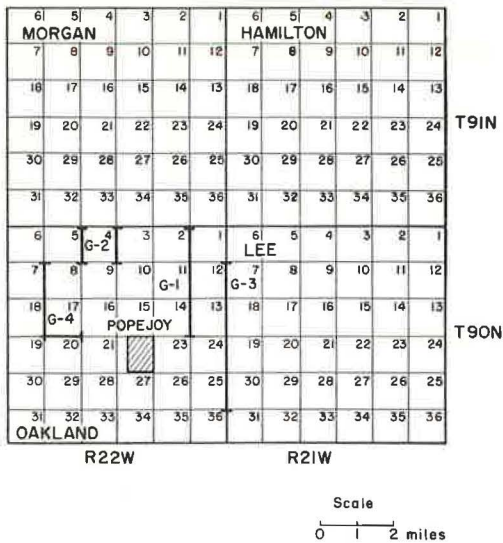 6 5 4 3 2 1 6 5 4 3 2 1
MORGAN HAMILTON
7 8 9 10 11 12 7 8 9 10 11 12
18 17 16 15 14 13 18 17 16 15 14 13
19 20 21 22 23 24 19 20 21 22 23 24 T91N
30 29 28 27 26 25 30 29 28 27 26 25
31 32 33 34 35 36 31 32 33 34 35 36
6 5 4 3 2 1 6 5 4 3 2 1
G-2 LEE
7 8 9 10 11 12 7 8 9 10 11 12
G-1 G-3
18 17 16 15 14 13 18 17 16 15 14 13
G-4 POPEJOY T90N
19 20 21 23 24 19 20 21 22 23 24
30 29 28 27 26 25 30 29 28 27 26 25
31 32 33 34 35 36 31 32 33 34 35 36
OAKLAND
R22W R21W
Scale
0 1 2 miles